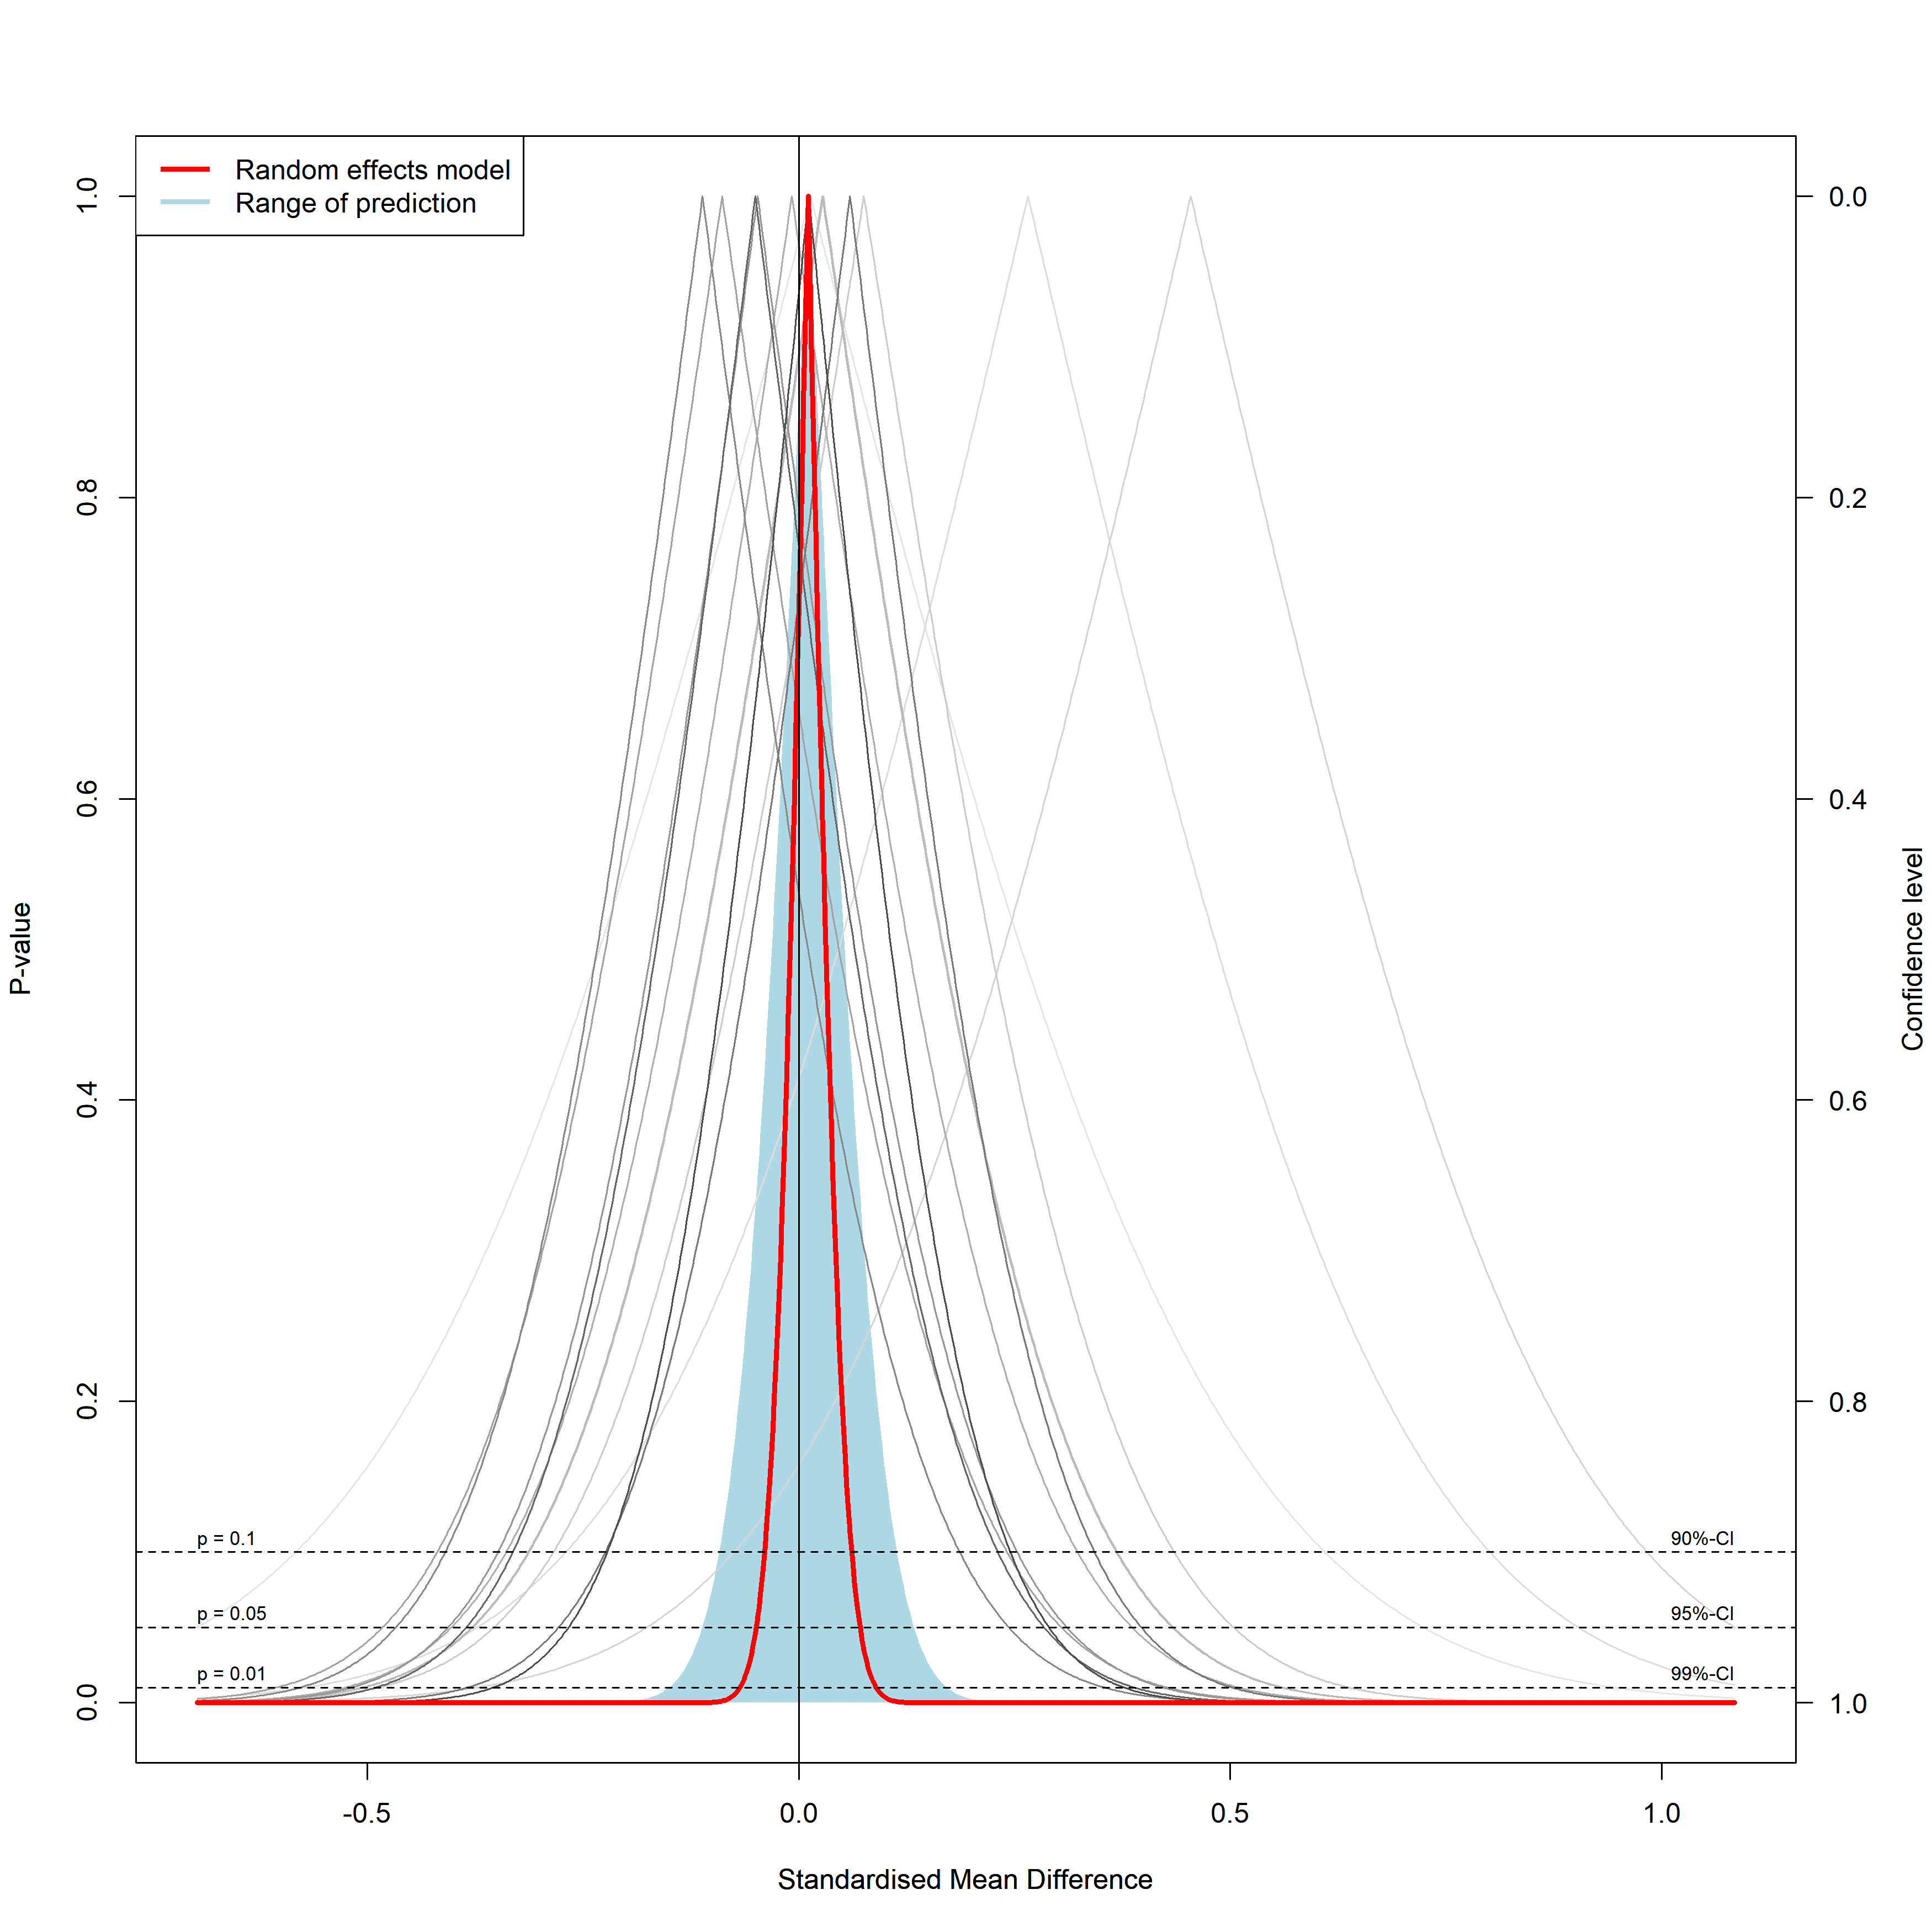 Random effects model
Range of prediction
1.0
0.8
0.6
0.4
0.2
0.0
P-value
0.0
0.2
0.4
0.6
0.8
1.0
Confidence level
p = 0.1
90%-CI
p = 0.05
95%-CI
p = 0.01
99%-CI
-0.5
0.0
0.5
1.0
Standardised Mean Difference